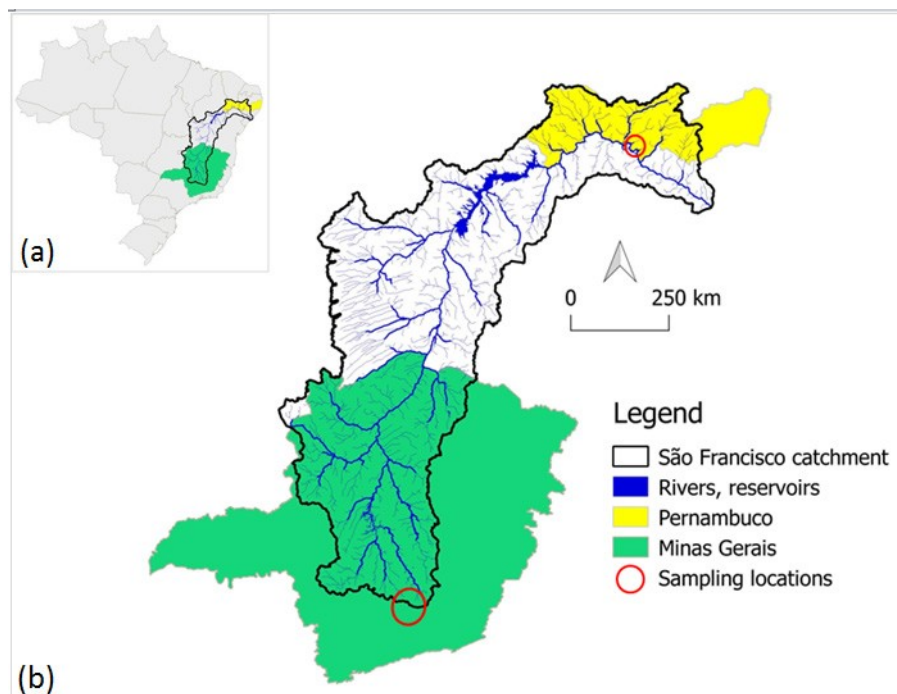 (a)
0 250 km
Legend
São Francisco catchment
Rivers, reservoirs
Pernambuco
Minas Gerais
Sampling locations
(b)